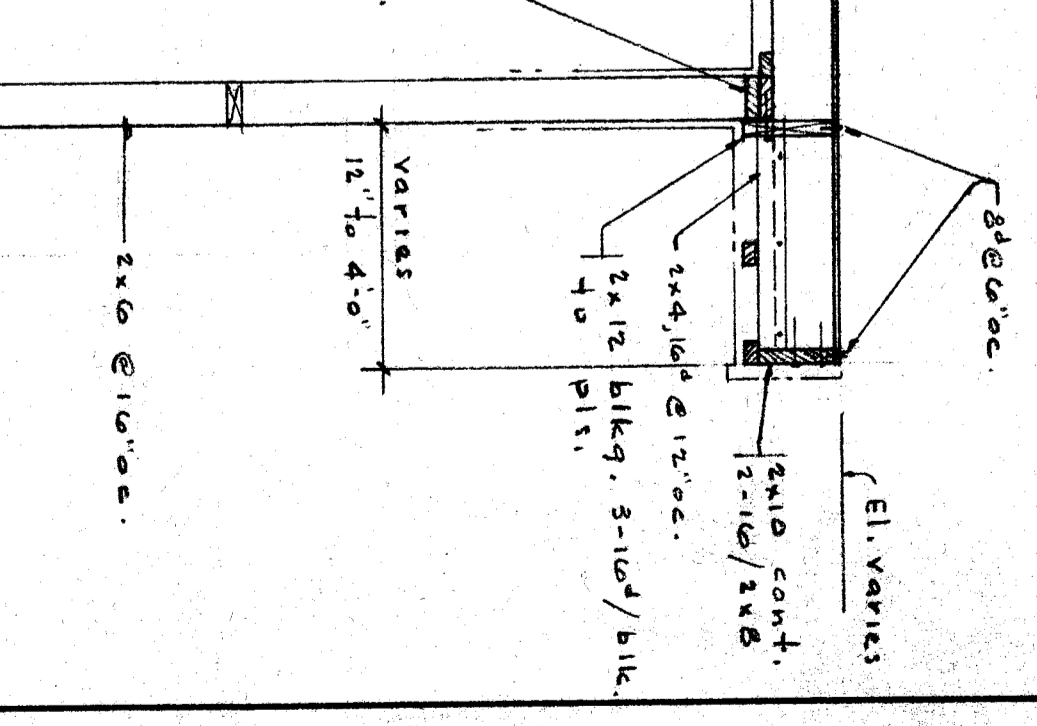 8d @ 6" oc.
El. varies
2x10 cont.
2-16/2x8
2x4, 16d @ 12" oc.
2x12 blkg. 3-16d/blk.
to pls.
varies
12" to 4'-0"
2x6 @ 16" oc.